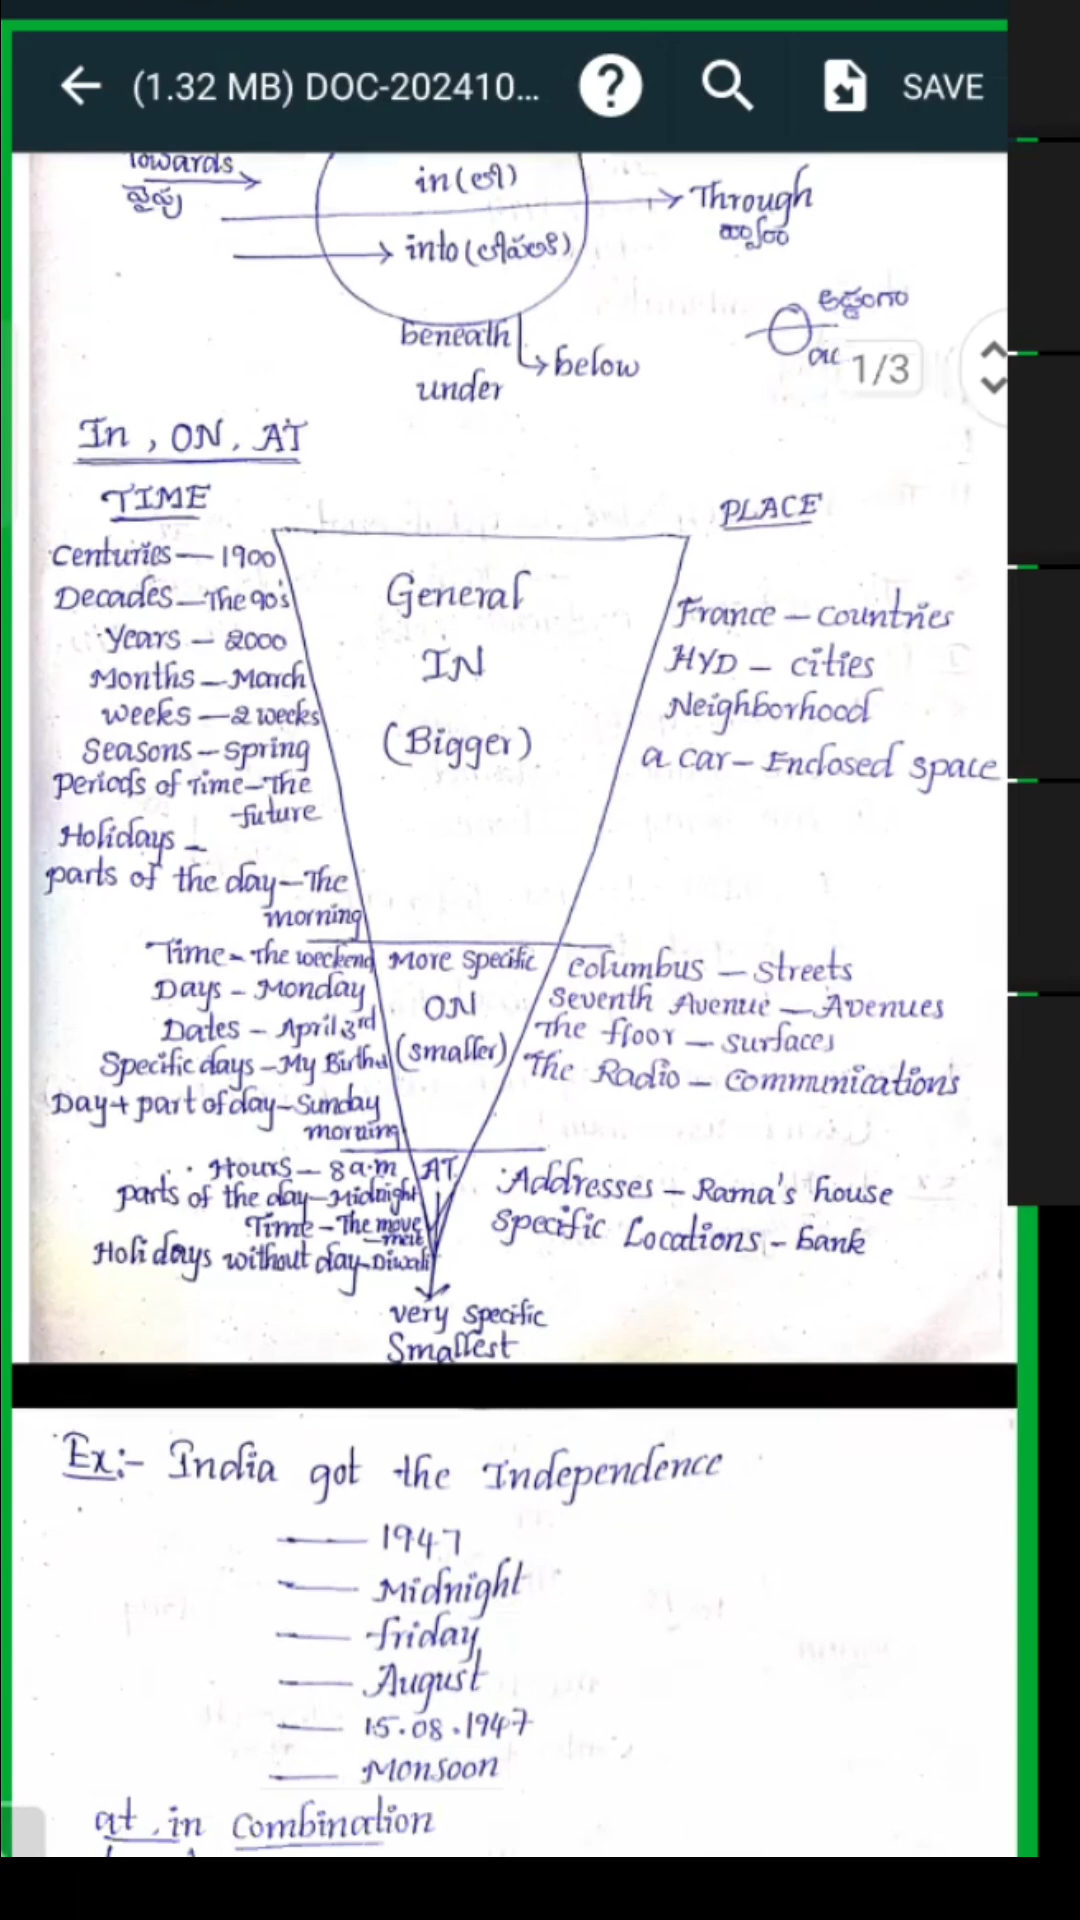 (1.32 MB) DOC-202410...
SAVE
Towards
వైపు
in (లో)
Through
ద్వారా
into (లోపలికి)
beneath
below
under
అడ్డంగా
1/3
In, ON, AT
TIME
PLACE
Centuries — 1900
Decades — The 90's
Years — 2000
Months — March
weeks — 2 weeks
Seasons — spring
Periods of Time — The
future
Holidays —
parts of the day — The
morning
General
IN
(Bigger)
France — countries
HYD — cities
Neighborhood
a car — Enclosed space
Time — The weekend
Days — Monday
Dates — April 3rd
Specific days — My Birthd
Day + part of day — Sunday
morning
More specific
ON
(smaller)
Columbus — streets
Seventh Avenue — Avenues
The floor — surfaces
The Radio — communications
Hours — 8 a.m
parts of the day — Midnight
Time — The
Holidays without day — Diwali
AT
Addresses — Rama's house
Specific Locations — bank
very specific
Smallest
Ex:- India got the Independence
—— 1947
—— Midnight
—— friday
—— August
—— 15.08.1947
—— Monsoon
at, in combination